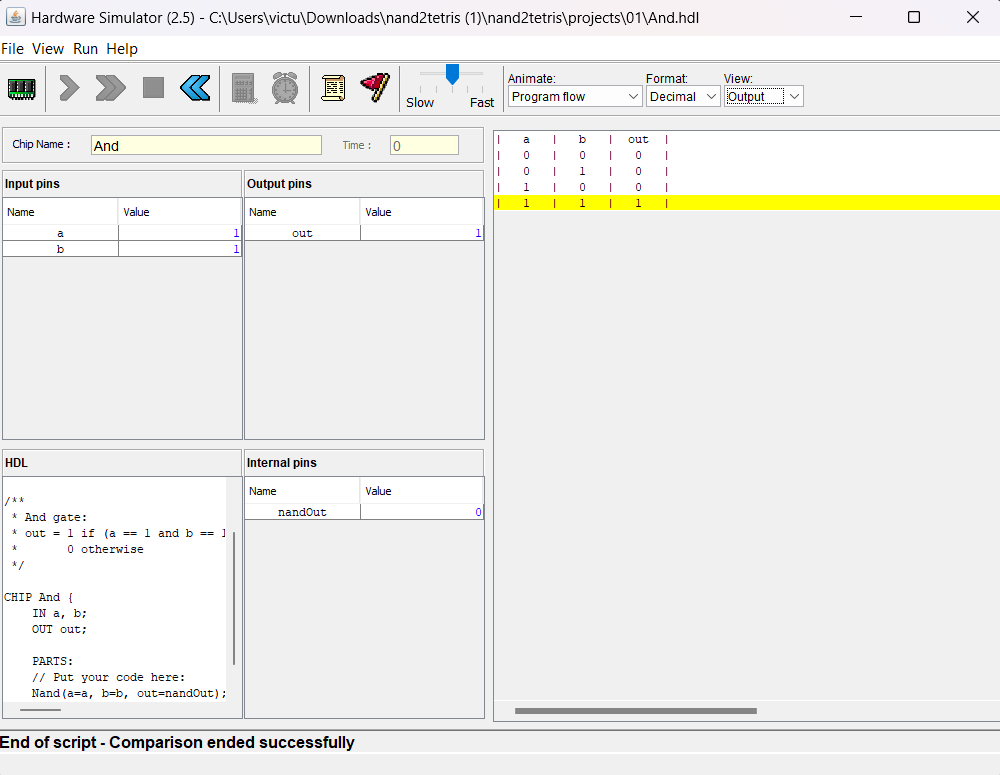 Hardware Simulator (2.5) - C:\Users\victu\Downloads\nand2tetris (1)\nand2tetris\projects\01\And.hdl
File View Run Help
Slow Fast
Animate: Format: View:
Program flow Decimal Output
Chip Name : And Time : 0
Input pins
Name Value
a 1
b 1
Output pins
Name Value
out 1
HDL
/**
* And gate:
* out = 1 if (a == 1 and b == 1
* 0 otherwise
*/
CHIP And {
IN a, b;
OUT out;
PARTS:
// Put your code here:
Nand(a=a, b=b, out=nandOut);
Internal pins
Name Value
nandOut 0
| a | b | out |
| 0 | 0 | 0 |
| 0 | 1 | 0 |
| 1 | 0 | 0 |
| 1 | 1 | 1 |
End of script - Comparison ended successfully